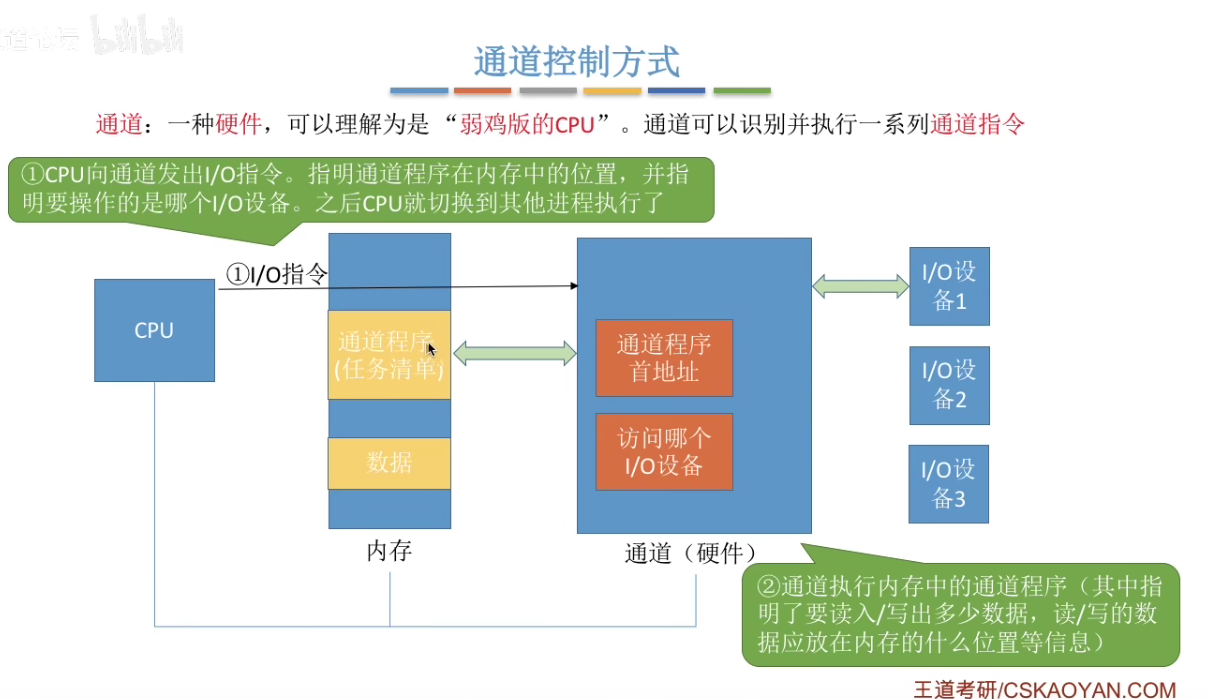 bilibili
通道控制方式
通道：一种硬件，可以理解为是 “弱鸡版的CPU”。通道可以识别并执行一系列通道指令
①CPU向通道发出I/O指令。指明通道程序在内存中的位置，并指
明要操作的是哪个I/O设备。之后CPU就切换到其他进程执行了
①I/O指令
CPU
通道程序
(任务清单)
数据
内存
通道程序
首地址
访问哪个
I/O设备
通道（硬件）
I/O设
备1
I/O设
备2
I/O设
备3
②通道执行内存中的通道程序（其中指
明了要读入/写出多少数据，读/写的数
据应放在内存的什么位置等信息）
王道考研/CSKAOYAN.COM